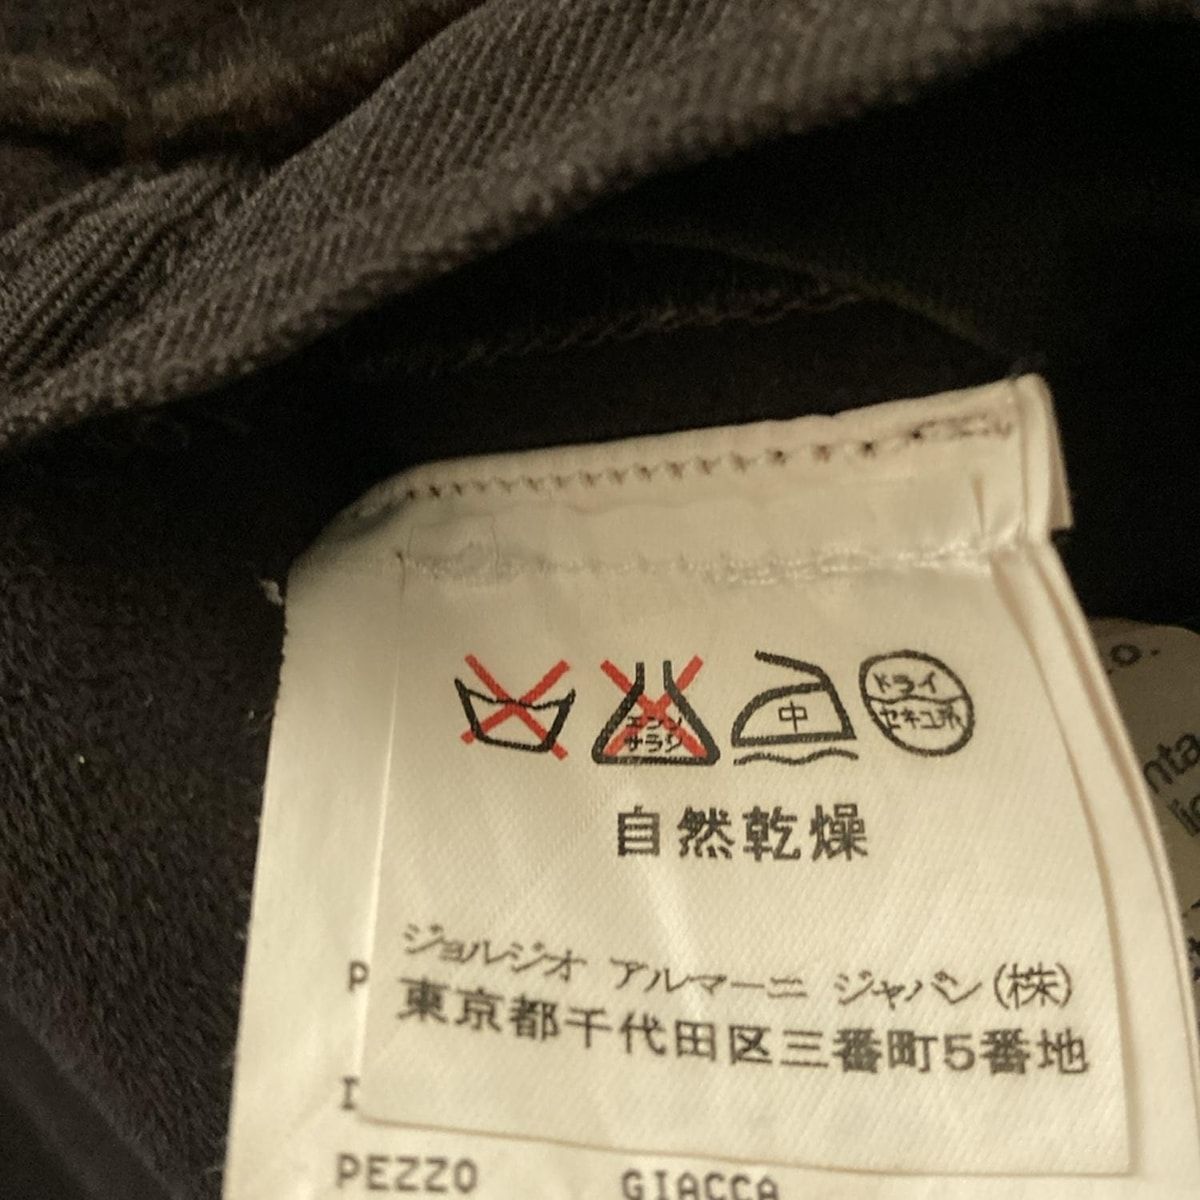 エンソ
サラシ
中
ドライ
セキユ系
自然乾燥
ジョルジオ アルマーニ ジャパン(株)
東京都千代田区三番町5番地
P
I
PEZZO GIACCA
o.
nta